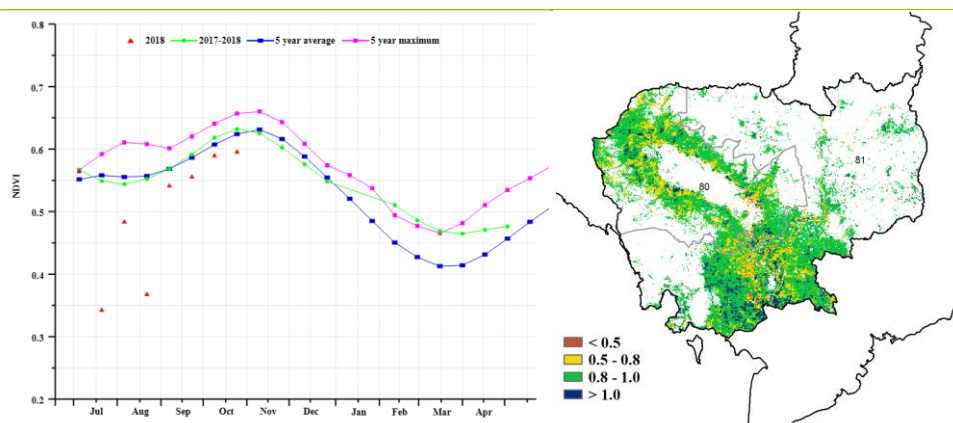 0.8
2018 2017-2018 5 year average 5 year maximum
0.7
0.6
NDVI
0.5
0.4
0.3
0.2
Jul Aug Sep Oct Nov Dec Jan Feb Mar Apr
81
80
< 0.5
0.5 - 0.8
0.8 - 1.0
> 1.0